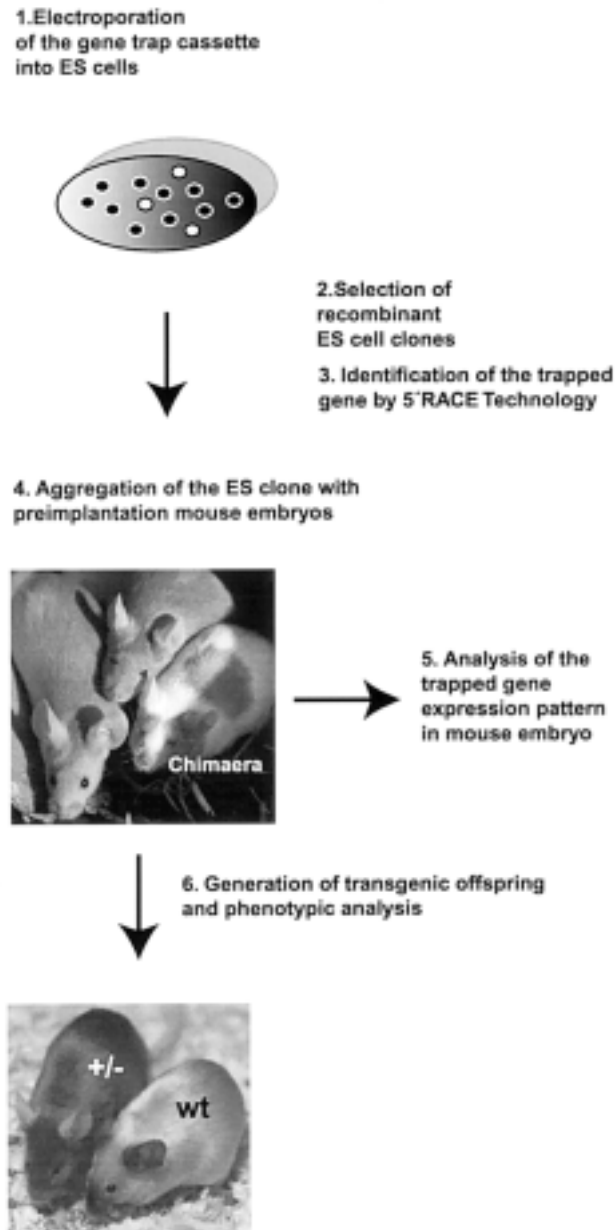 1.Electroporation
of the gene trap cassette
into ES cells
2.Selection of
recombinant
ES cell clones
3. Identification of the trapped
gene by 5´RACE Technology
4. Aggregation of the ES clone with
preimplantation mouse embryos
Chimaera
5. Analysis of the
trapped gene
expression pattern
in mouse embryo
6. Generation of transgenic offspring
and phenotypic analysis
+/-
wt